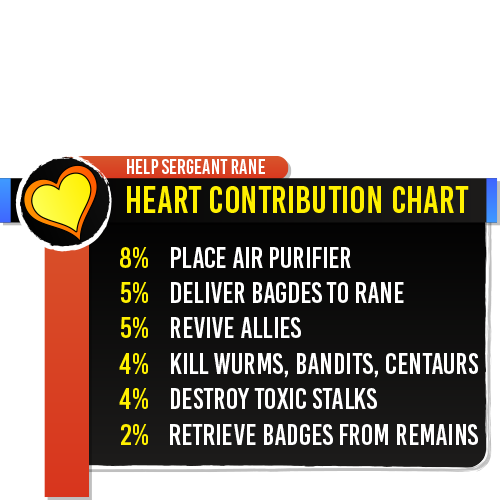 HELP SERGEANT RANE
HEART CONTRIBUTION CHART
8% PLACE AIR PURIFIER
5% DELIVER BAGDES TO RANE
5% REVIVE ALLIES
4% KILL WURMS, BANDITS, CENTAURS
4% DESTROY TOXIC STALKS
2% RETRIEVE BADGES FROM REMAINS